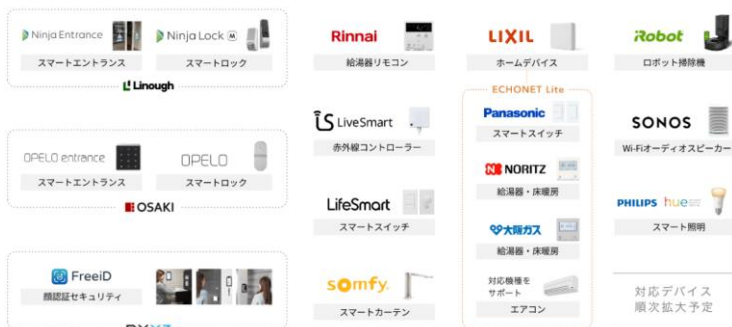 Ninja Entrance
スマートエントランス
Ninja Lock M
スマートロック
Linough
OPELO entrance
スマートエントランス
OPELO
スマートロック
OSAKI
FreeiD
顔認証セキュリティ
Rinnai
給湯器リモコン
LiveSmart
赤外線コントローラー
LifeSmart
スマートスイッチ
somfy.
スマートカーテン
LIXIL
ホームデバイス
ECHONET Lite
Panasonic
スマートスイッチ
NORITZ
給湯器・床暖房
大阪ガス
給湯器・床暖房
対応機種を
サポート
エアコン
iRobot
ロボット掃除機
SONOS
Wi-Fiオーディオスピーカー
PHILIPS hue
スマート照明
対応デバイス
順次拡大予定